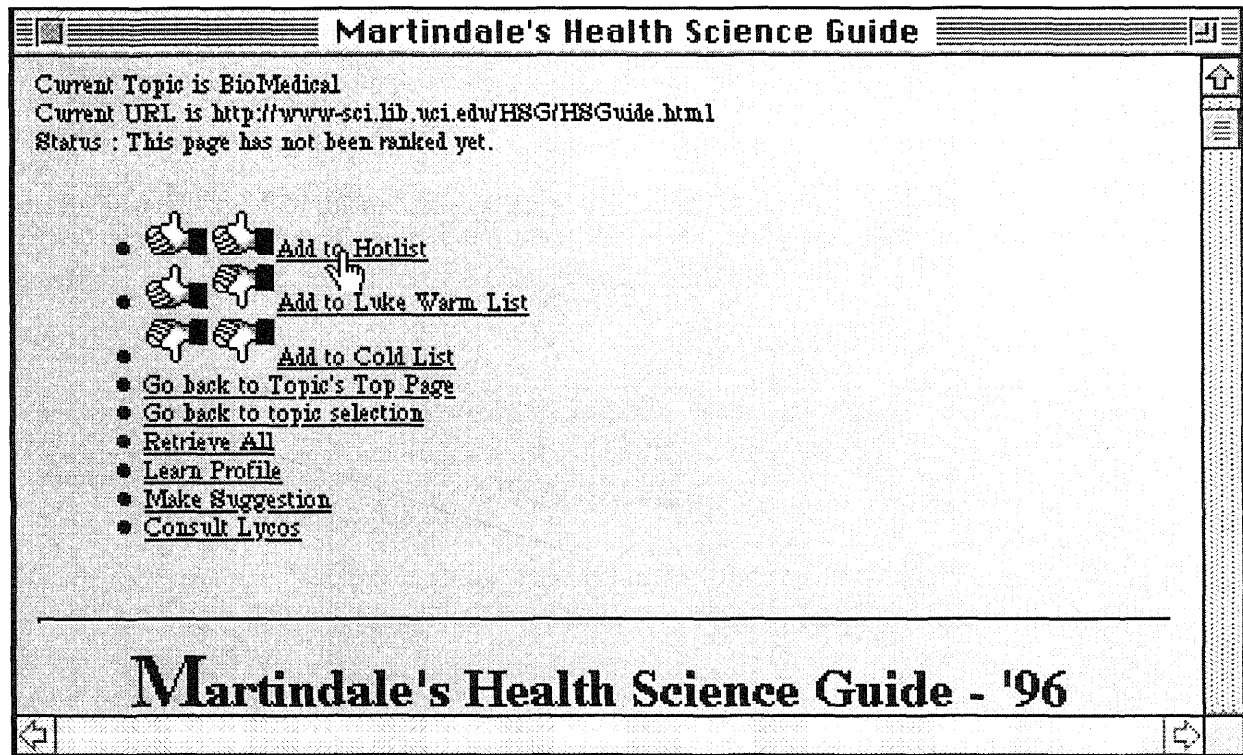 Martindale's Health Science Guide
Current Topic is BioMedical
Current URL is http://www-sci.lib.uci.edu/HSG/HSGuide.html
Status : This page has not been ranked yet.
Add to Hotlist
Add to Luke Warm List
Add to Cold List
Go back to Topic's Top Page
Go back to topic selection
Retrieve All
Learn Profile
Make Suggestion
Consult Lycos
Martindale's Health Science Guide - '96